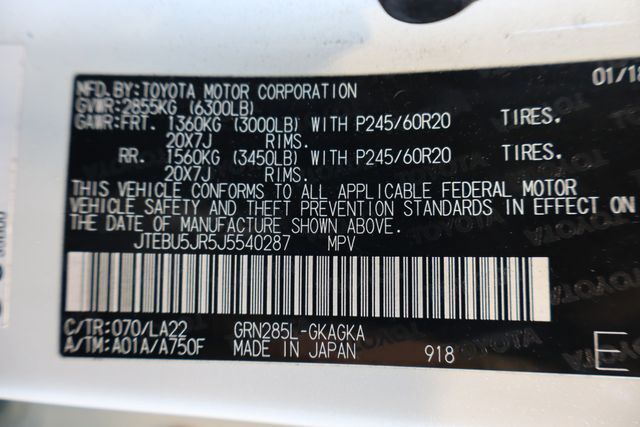 MFD.BY:TOYOTA MOTOR CORPORATION 01/18
GVWR:2855KG (6300LB)
GAWR:FRT. 1360KG (3000LB) WITH P245/60R20 TIRES.
20X7J RIMS.
RR. 1560KG (3450LB) WITH P245/60R20 TIRES.
20X7J RIMS.
THIS VEHICLE CONFORMS TO ALL APPLICABLE FEDERAL MOTOR
VEHICLE SAFETY AND THEFT PREVENTION STANDARDS IN EFFECT ON
THE DATE OF MANUFACTURE SHOWN ABOVE.
JTEBU5JR5J5540287 MPV
C/TR:070/LA22 GRN285L-GKAGKA
A/TM:A01A/A750F MADE IN JAPAN 918 E